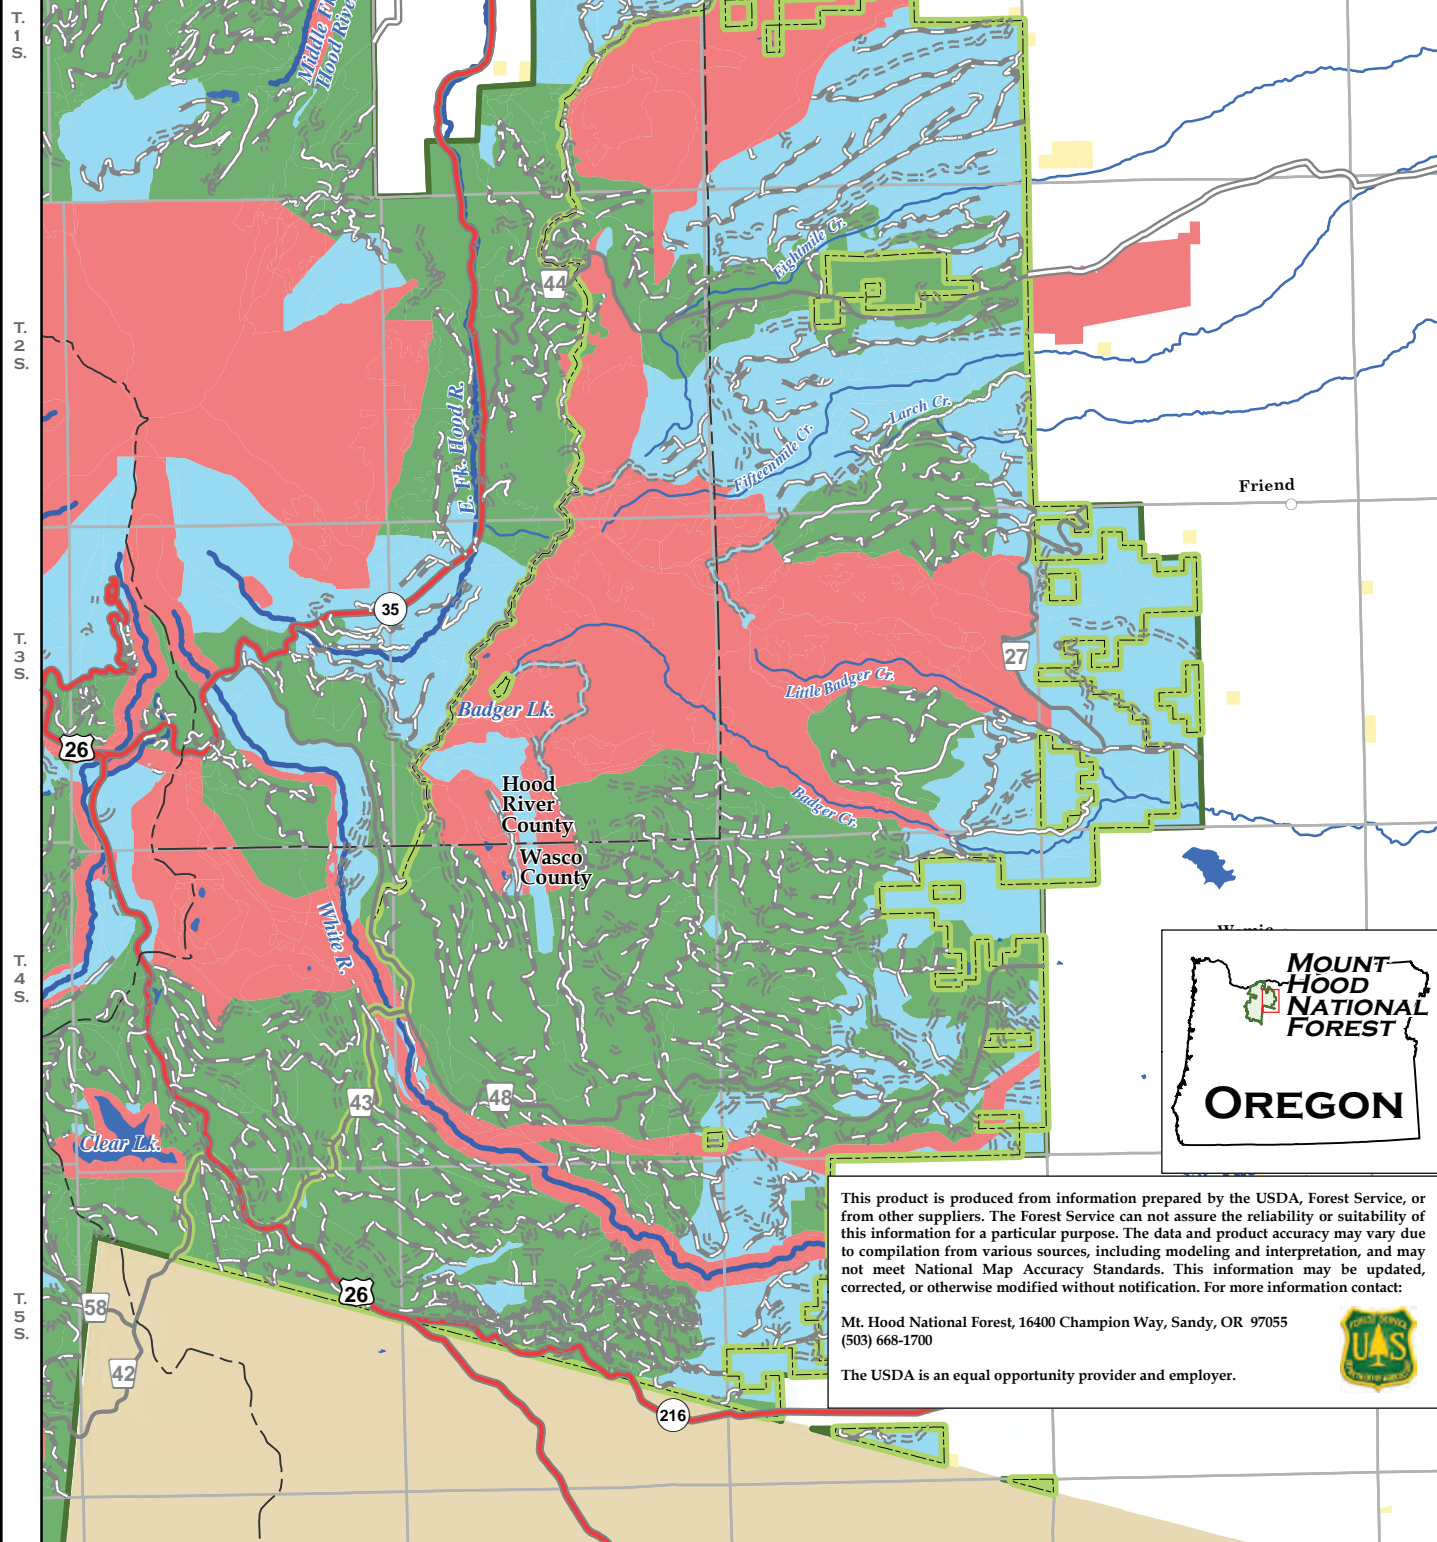 T.
1
S.
Middle Fk.
Hood River
44
Eightmile Cr.
T.
2
S.
E. Fk. Hood R.
Larch Cr.
Fifteenmile Cr.
Friend
35
T.
3
S.
27
Little Badger Cr.
Badger Lk.
26
Hood
River
County
Badger Cr.
Wasco
County
White R.
T.
4
S.
MOUNT
HOOD
NATIONAL
FOREST
OREGON
48
43
Clear Lk.
This product is produced from information prepared by the USDA, Forest Service, or
from other suppliers. The Forest Service can not assure the reliability or suitability of
this information for a particular purpose. The data and product accuracy may vary due
to compilation from various sources, including modeling and interpretation, and may
not meet National Map Accuracy Standards. This information may be updated,
corrected, or otherwise modified without notification. For more information contact:
Mt. Hood National Forest, 16400 Champion Way, Sandy, OR 97055
(503) 668-1700
The USDA is an equal opportunity provider and employer.
FOREST SERVICE
UAS
DEPARTMENT OF AGRICULTURE
T.
5
S.
58
26
42
216